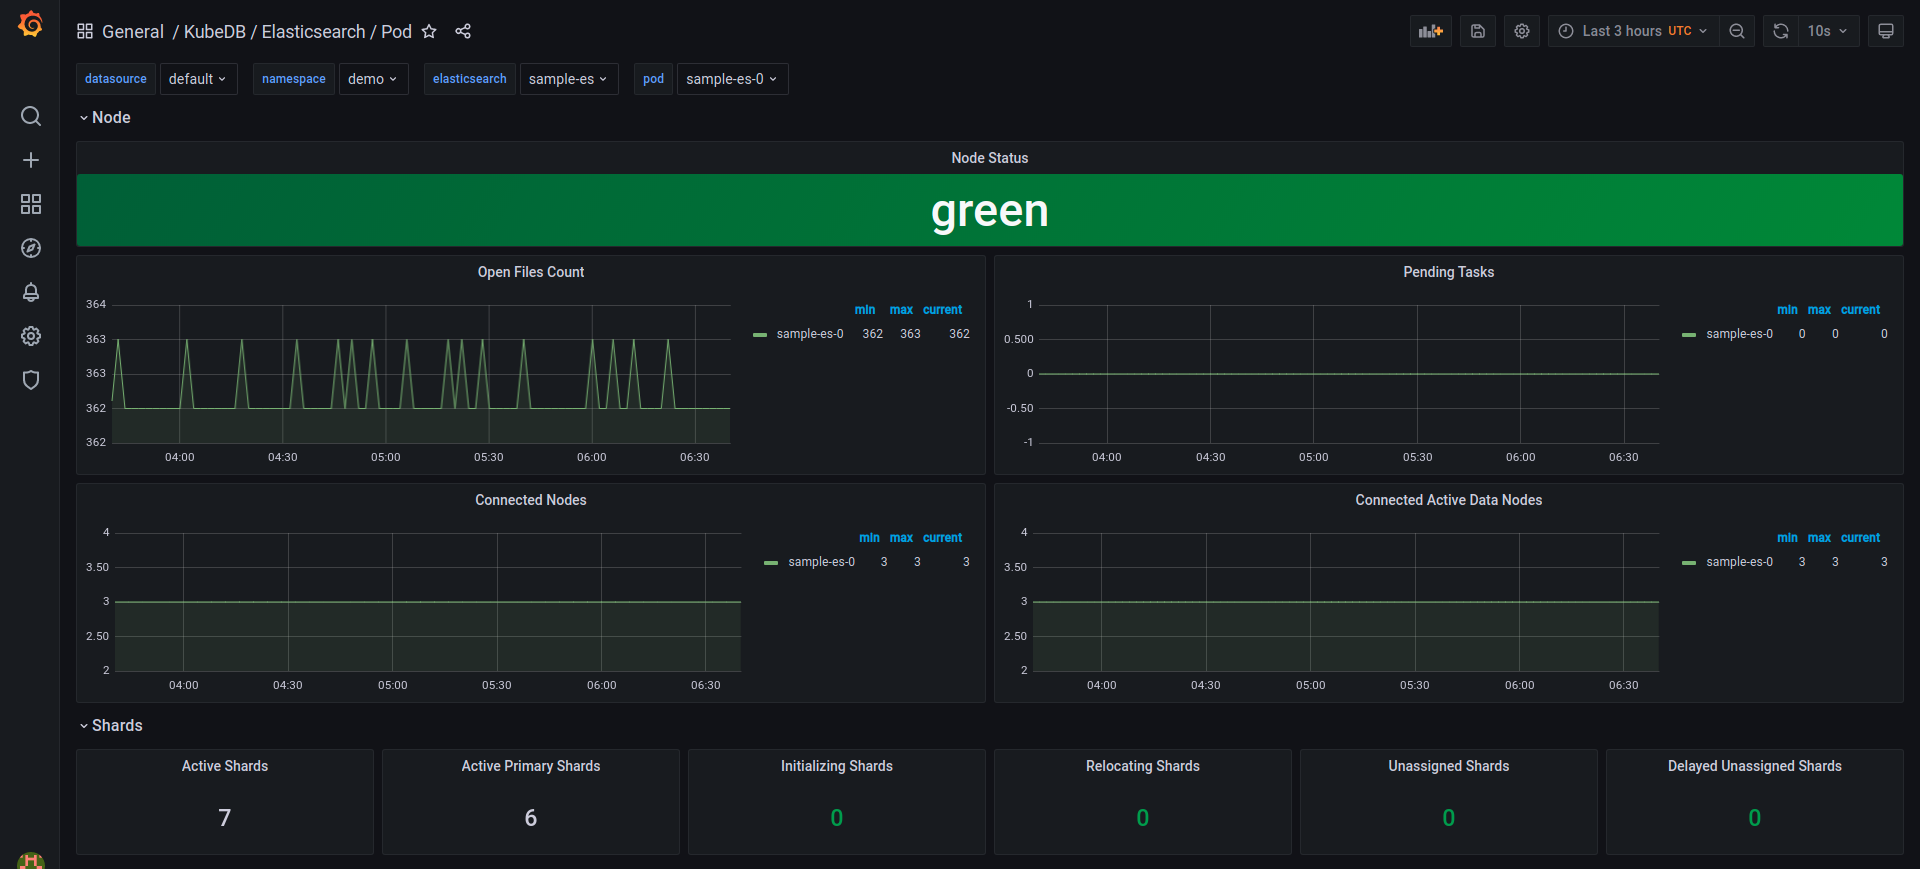 General / KubeDB / Elasticsearch / Pod
Last 3 hours UTC
10s
datasource default namespace demo elasticsearch sample-es pod sample-es-0
Node
Node Status
green
Open Files Count
364
363
363
362
362
04:00 04:30 05:00 05:30 06:00 06:30
min max current
sample-es-0 362 363 362
Pending Tasks
1
0.500
0
-0.50
-1
04:00 04:30 05:00 05:30 06:00 06:30
min max current
sample-es-0 0 0 0
Connected Nodes
4
3.50
3
2.50
2
04:00 04:30 05:00 05:30 06:00 06:30
min max current
sample-es-0 3 3 3
Connected Active Data Nodes
4
3.50
3
2.50
2
04:00 04:30 05:00 05:30 06:00 06:30
min max current
sample-es-0 3 3 3
Shards
Active Shards
7
Active Primary Shards
6
Initializing Shards
0
Relocating Shards
0
Unassigned Shards
0
Delayed Unassigned Shards
0